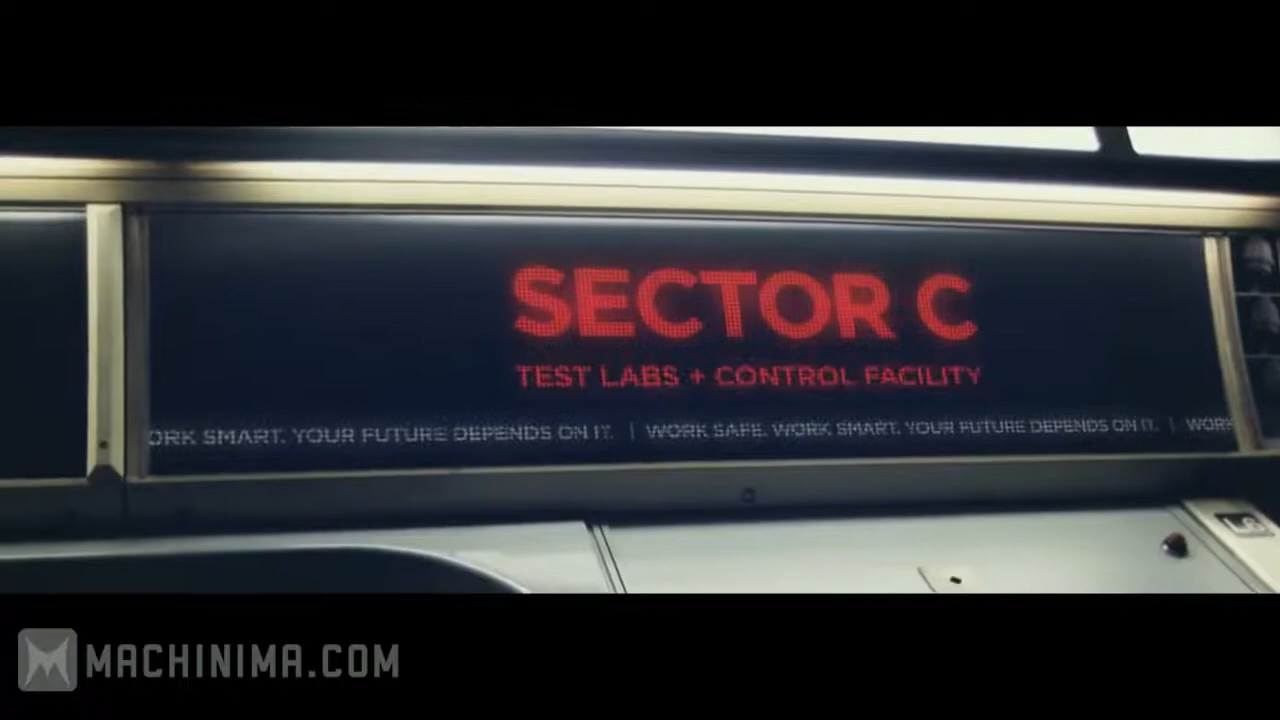 SECTOR C
TEST LABS + CONTROL FACILITY
ORK SMART. YOUR FUTURE DEPENDS ON IT. | WORK SAFE. WORK SMART. YOUR FUTURE DEPENDS ON IT. | WORK
MACHINIMA.COM